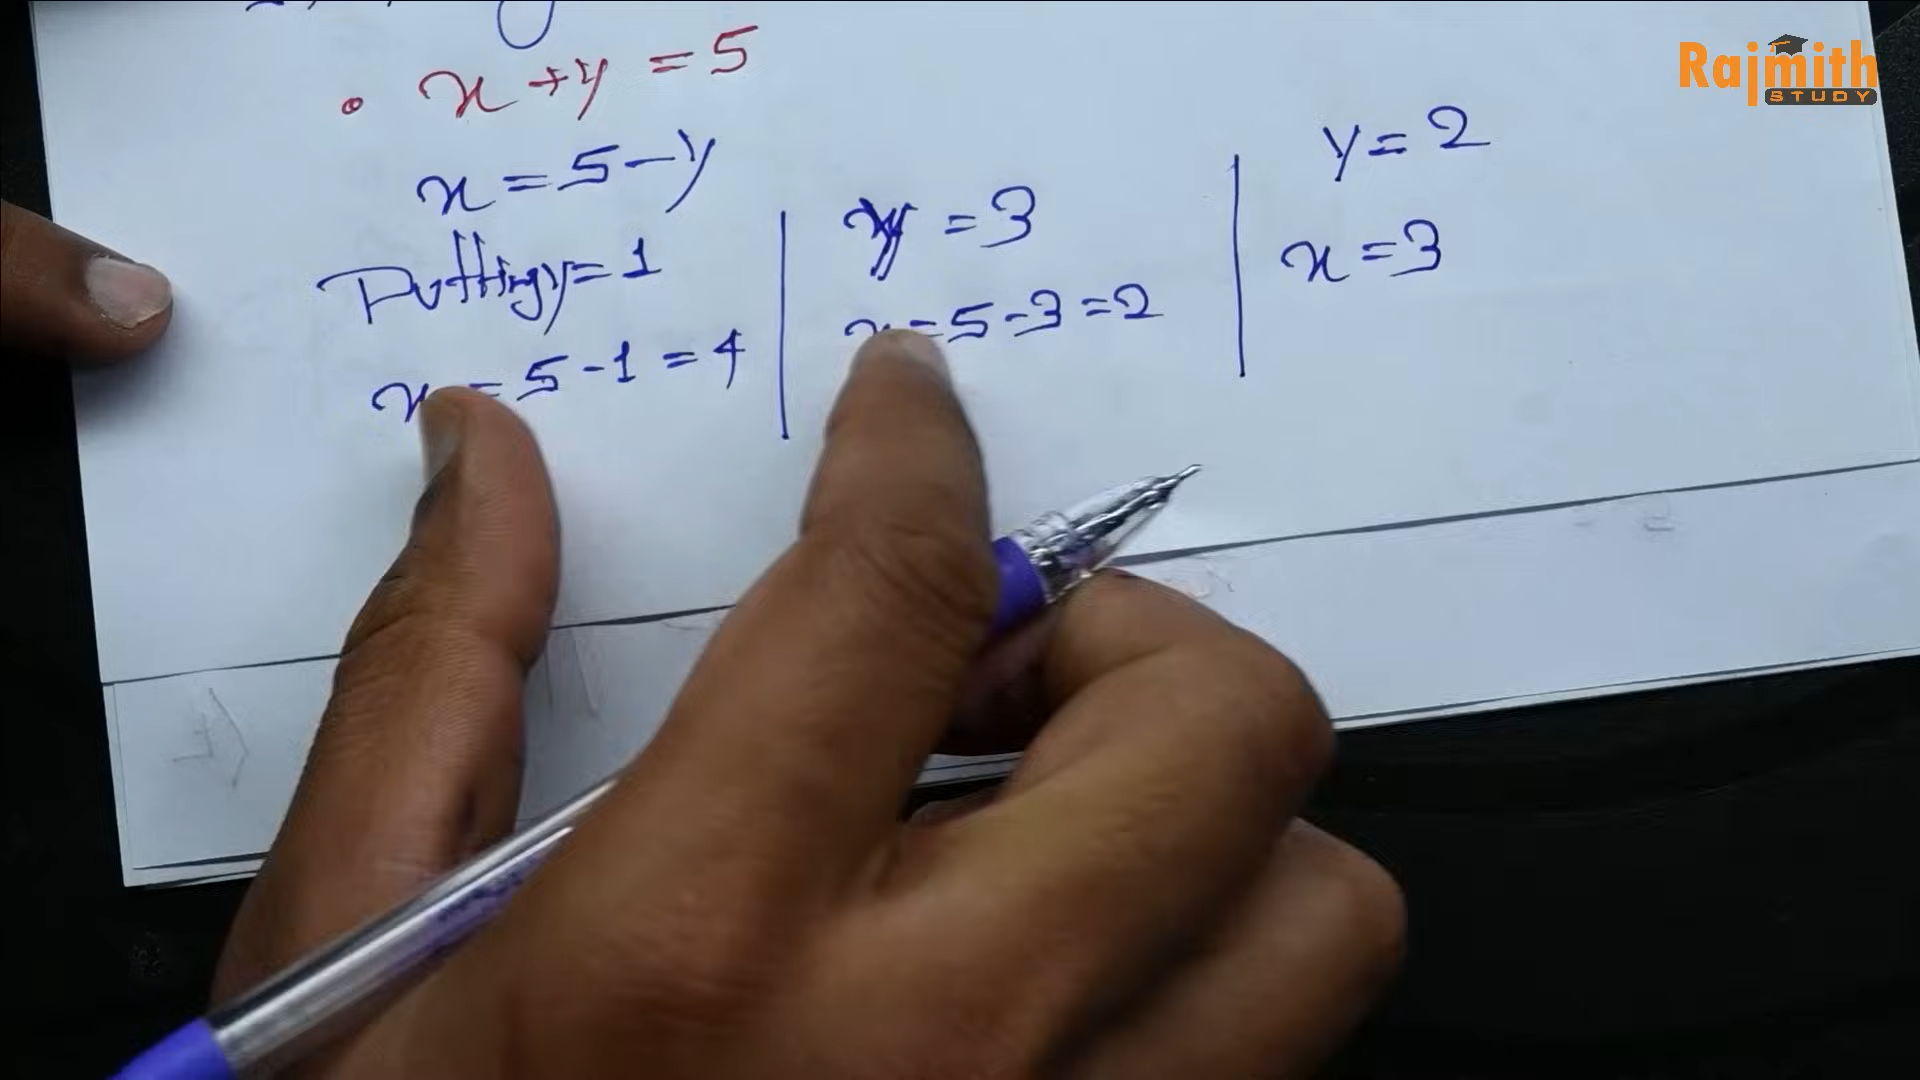 x + y = 5
x = 5 - y
Putting y = 1
x = 5 - 1 = 4
y = 3
x = 5 - 3 = 2
y = 2
x = 3
Rajmith
STUDY